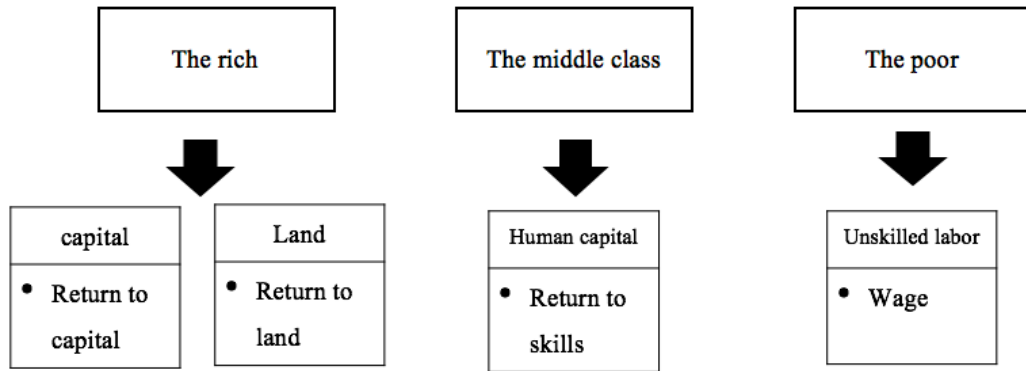 The rich
The middle class
The poor
capital
• Return to
capital
Land
• Return to
land
Human capital
• Return to
skills
Unskilled labor
• Wage